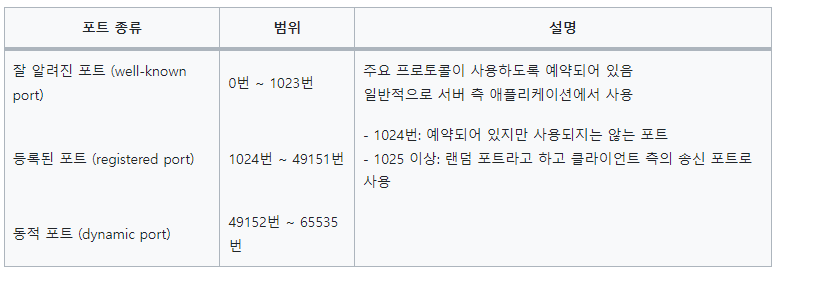 포트 종류 범위 설명
잘 알려진 포트 (well-known
port)
0번 ~ 1023번
주요 프로토콜이 사용하도록 예약되어 있음
일반적으로 서버 측 애플리케이션에서 사용
등록된 포트 (registered port)
1024번 ~ 49151번
- 1024번: 예약되어 있지만 사용되지는 않는 포트
- 1025 이상: 랜덤 포트라고 하고 클라이언트 측의 송신 포트로
사용
동적 포트 (dynamic port)
49152번 ~ 65535
번